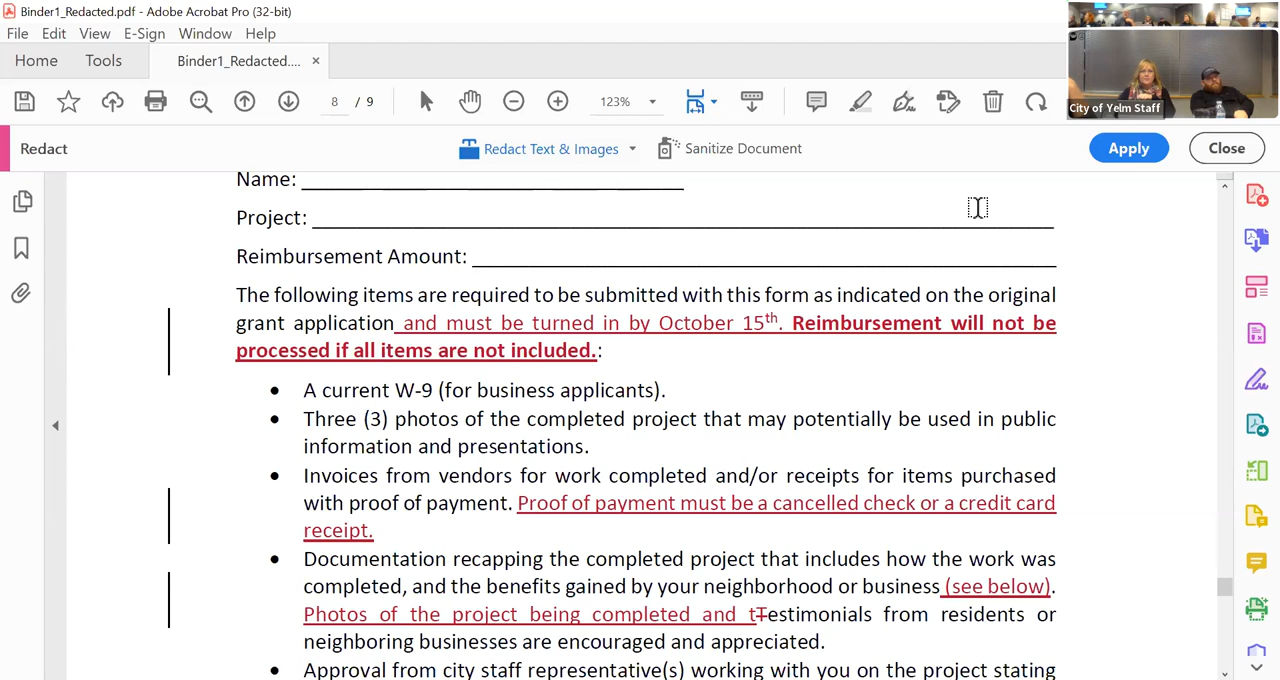 Binder1_Redacted.pdf - Adobe Acrobat Pro (32-bit)
File Edit View E-Sign Window Help
Home Tools Binder1_Redacted.... ×
8 / 9 123%
City of Yelm Staff
Redact Redact Text & Images Sanitize Document Apply Close
Name: ___
Project: ___
Reimbursement Amount: ___
The following items are required to be submitted with this form as indicated on the original
grant application and must be turned in by October 15th. Reimbursement will not be
processed if all items are not included.:
• A current W-9 (for business applicants).
• Three (3) photos of the completed project that may potentially be used in public
information and presentations.
• Invoices from vendors for work completed and/or receipts for items purchased
with proof of payment. Proof of payment must be a cancelled check or a credit card
receipt.
• Documentation recapping the completed project that includes how the work was
completed, and the benefits gained by your neighborhood or business (see below).
Photos of the project being completed and tTestimonials from residents or
neighboring businesses are encouraged and appreciated.
• Approval from city staff representative(s) working with you on the project stating